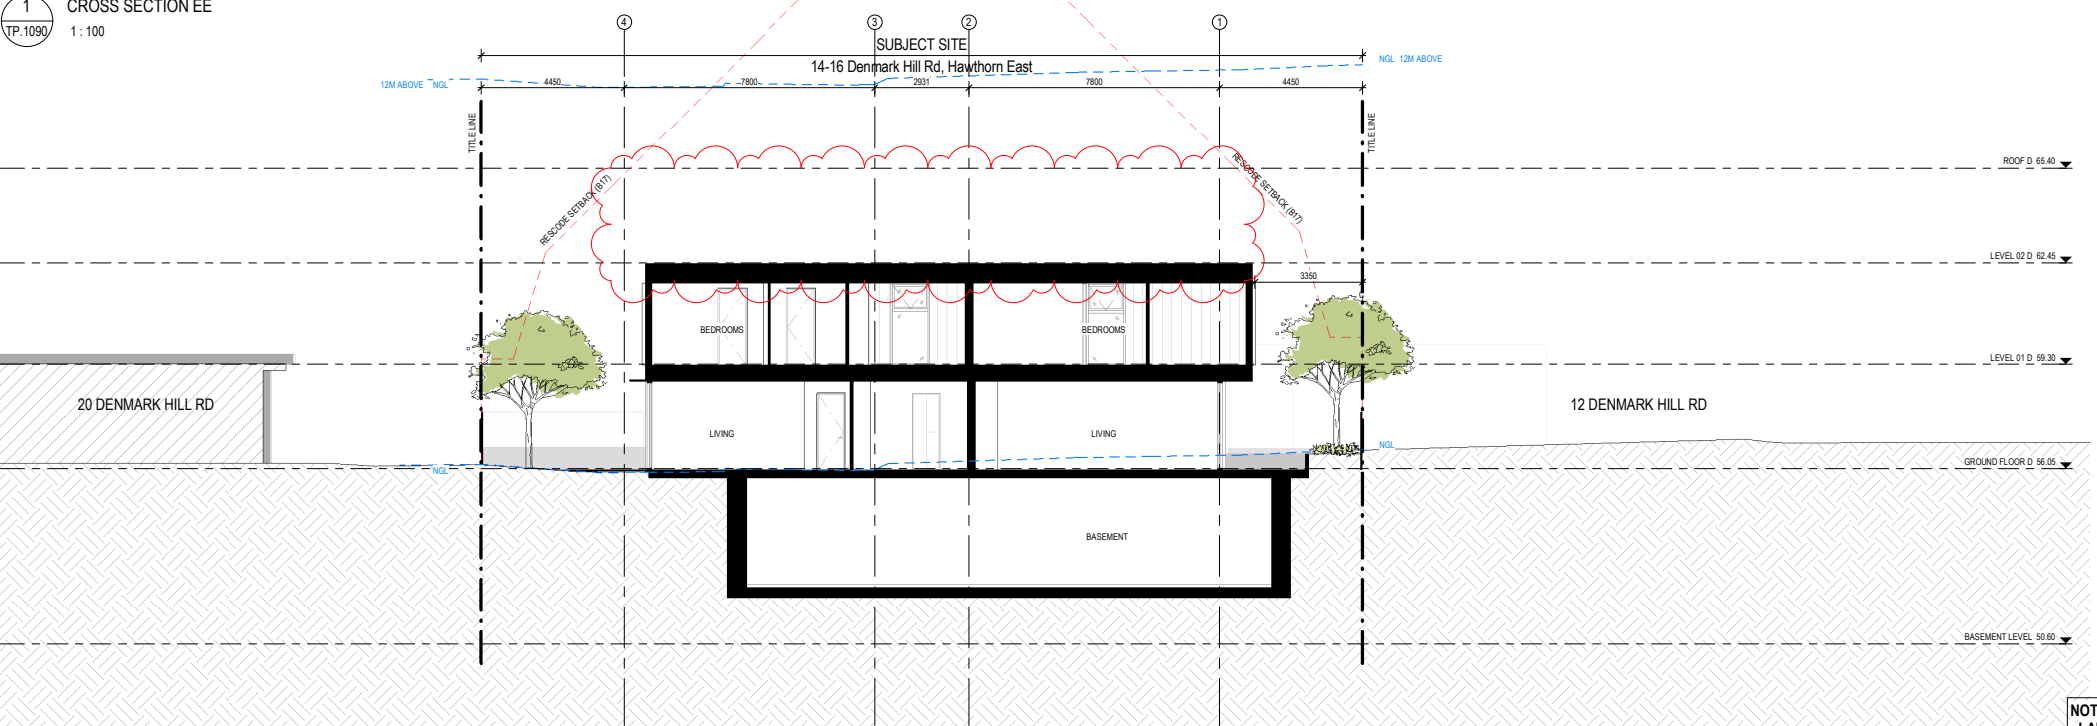 1
TP.1090
CROSS SECTION EE
1 : 100
4
3
2
1
SUBJECT SITE
14-16 Denmark Hill Rd, Hawthorn East
NGL 12M ABOVE
12M ABOVE NGL
4450
7800
2931
7800
4450
TITLE LINE
TITLE LINE
ROOF D 65.40
RESCODE SETBACK (B17)
RESCODE SETBACK (B17)
LEVEL 02 D 62.45
3350
BEDROOMS
BEDROOMS
LEVEL 01 D 59.30
20 DENMARK HILL RD
12 DENMARK HILL RD
LIVING
LIVING
NGL
NGL
GROUND FLOOR D 56.05
BASEMENT
BASEMENT LEVEL 50.60